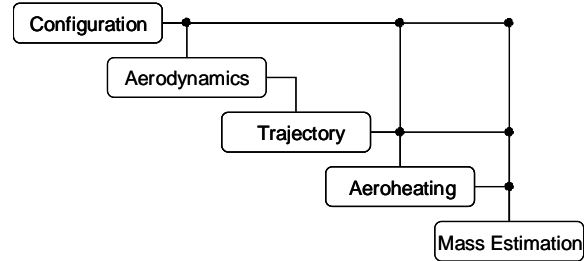 Configuration
Aerodynamics
Trajectory
Aeroheating
Mass Estimation